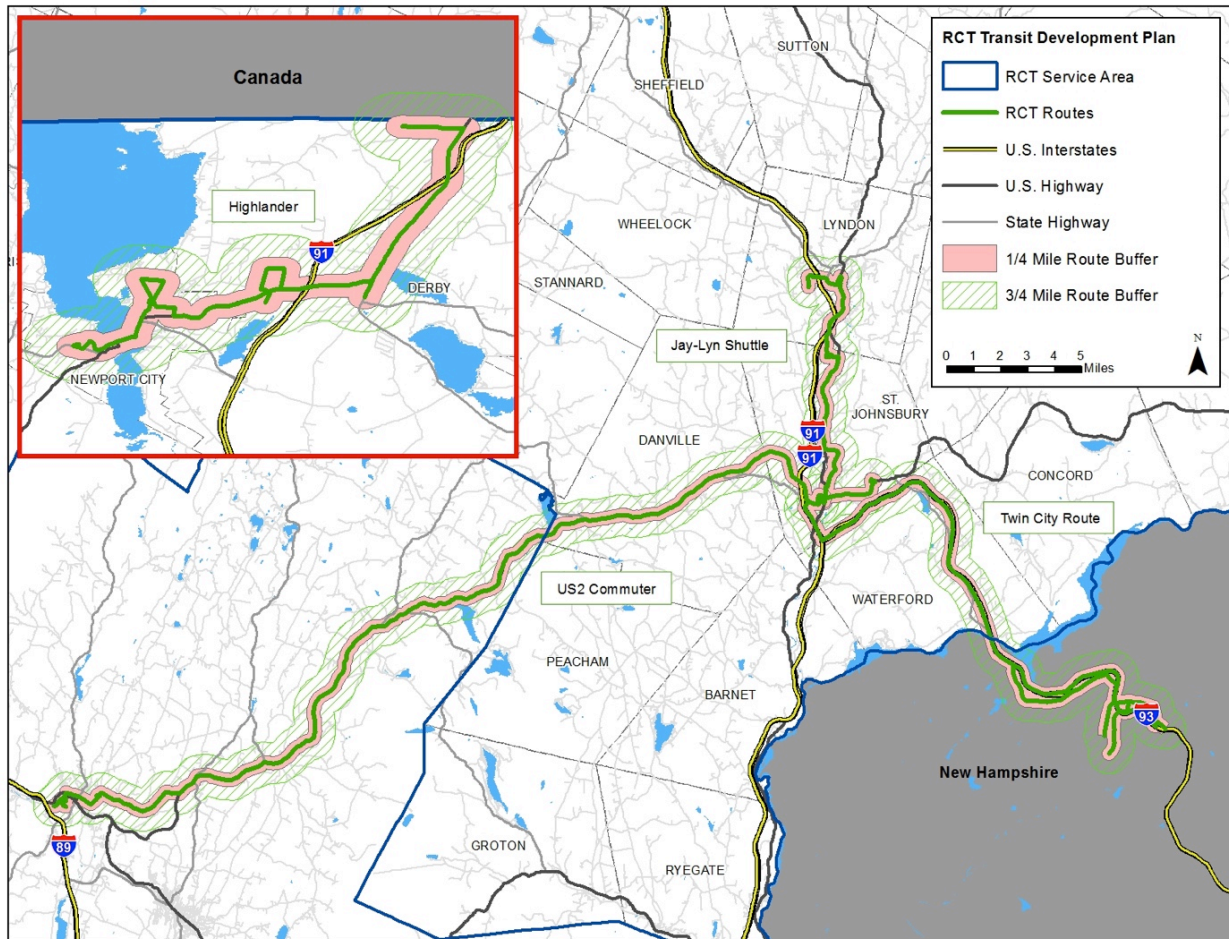 Canada
Highlander
91
DERBY
NEWPORT CITY
RCT Transit Development Plan
RCT Service Area
RCT Routes
U.S. Interstates
U.S. Highway
State Highway
1/4 Mile Route Buffer
3/4 Mile Route Buffer
N
0 1 2 3 4 5
Miles
SUTTON
SHEFFIELD
WHEELOCK
LYNDON
STANNARD
Jay-Lyn Shuttle
ST.
JOHNSBURY
DANVILLE
91
91
CONCORD
Twin City Route
US2 Commuter
WATERFORD
PEACHAM
BARNET
93
New Hampshire
89
GROTON
RYEGATE